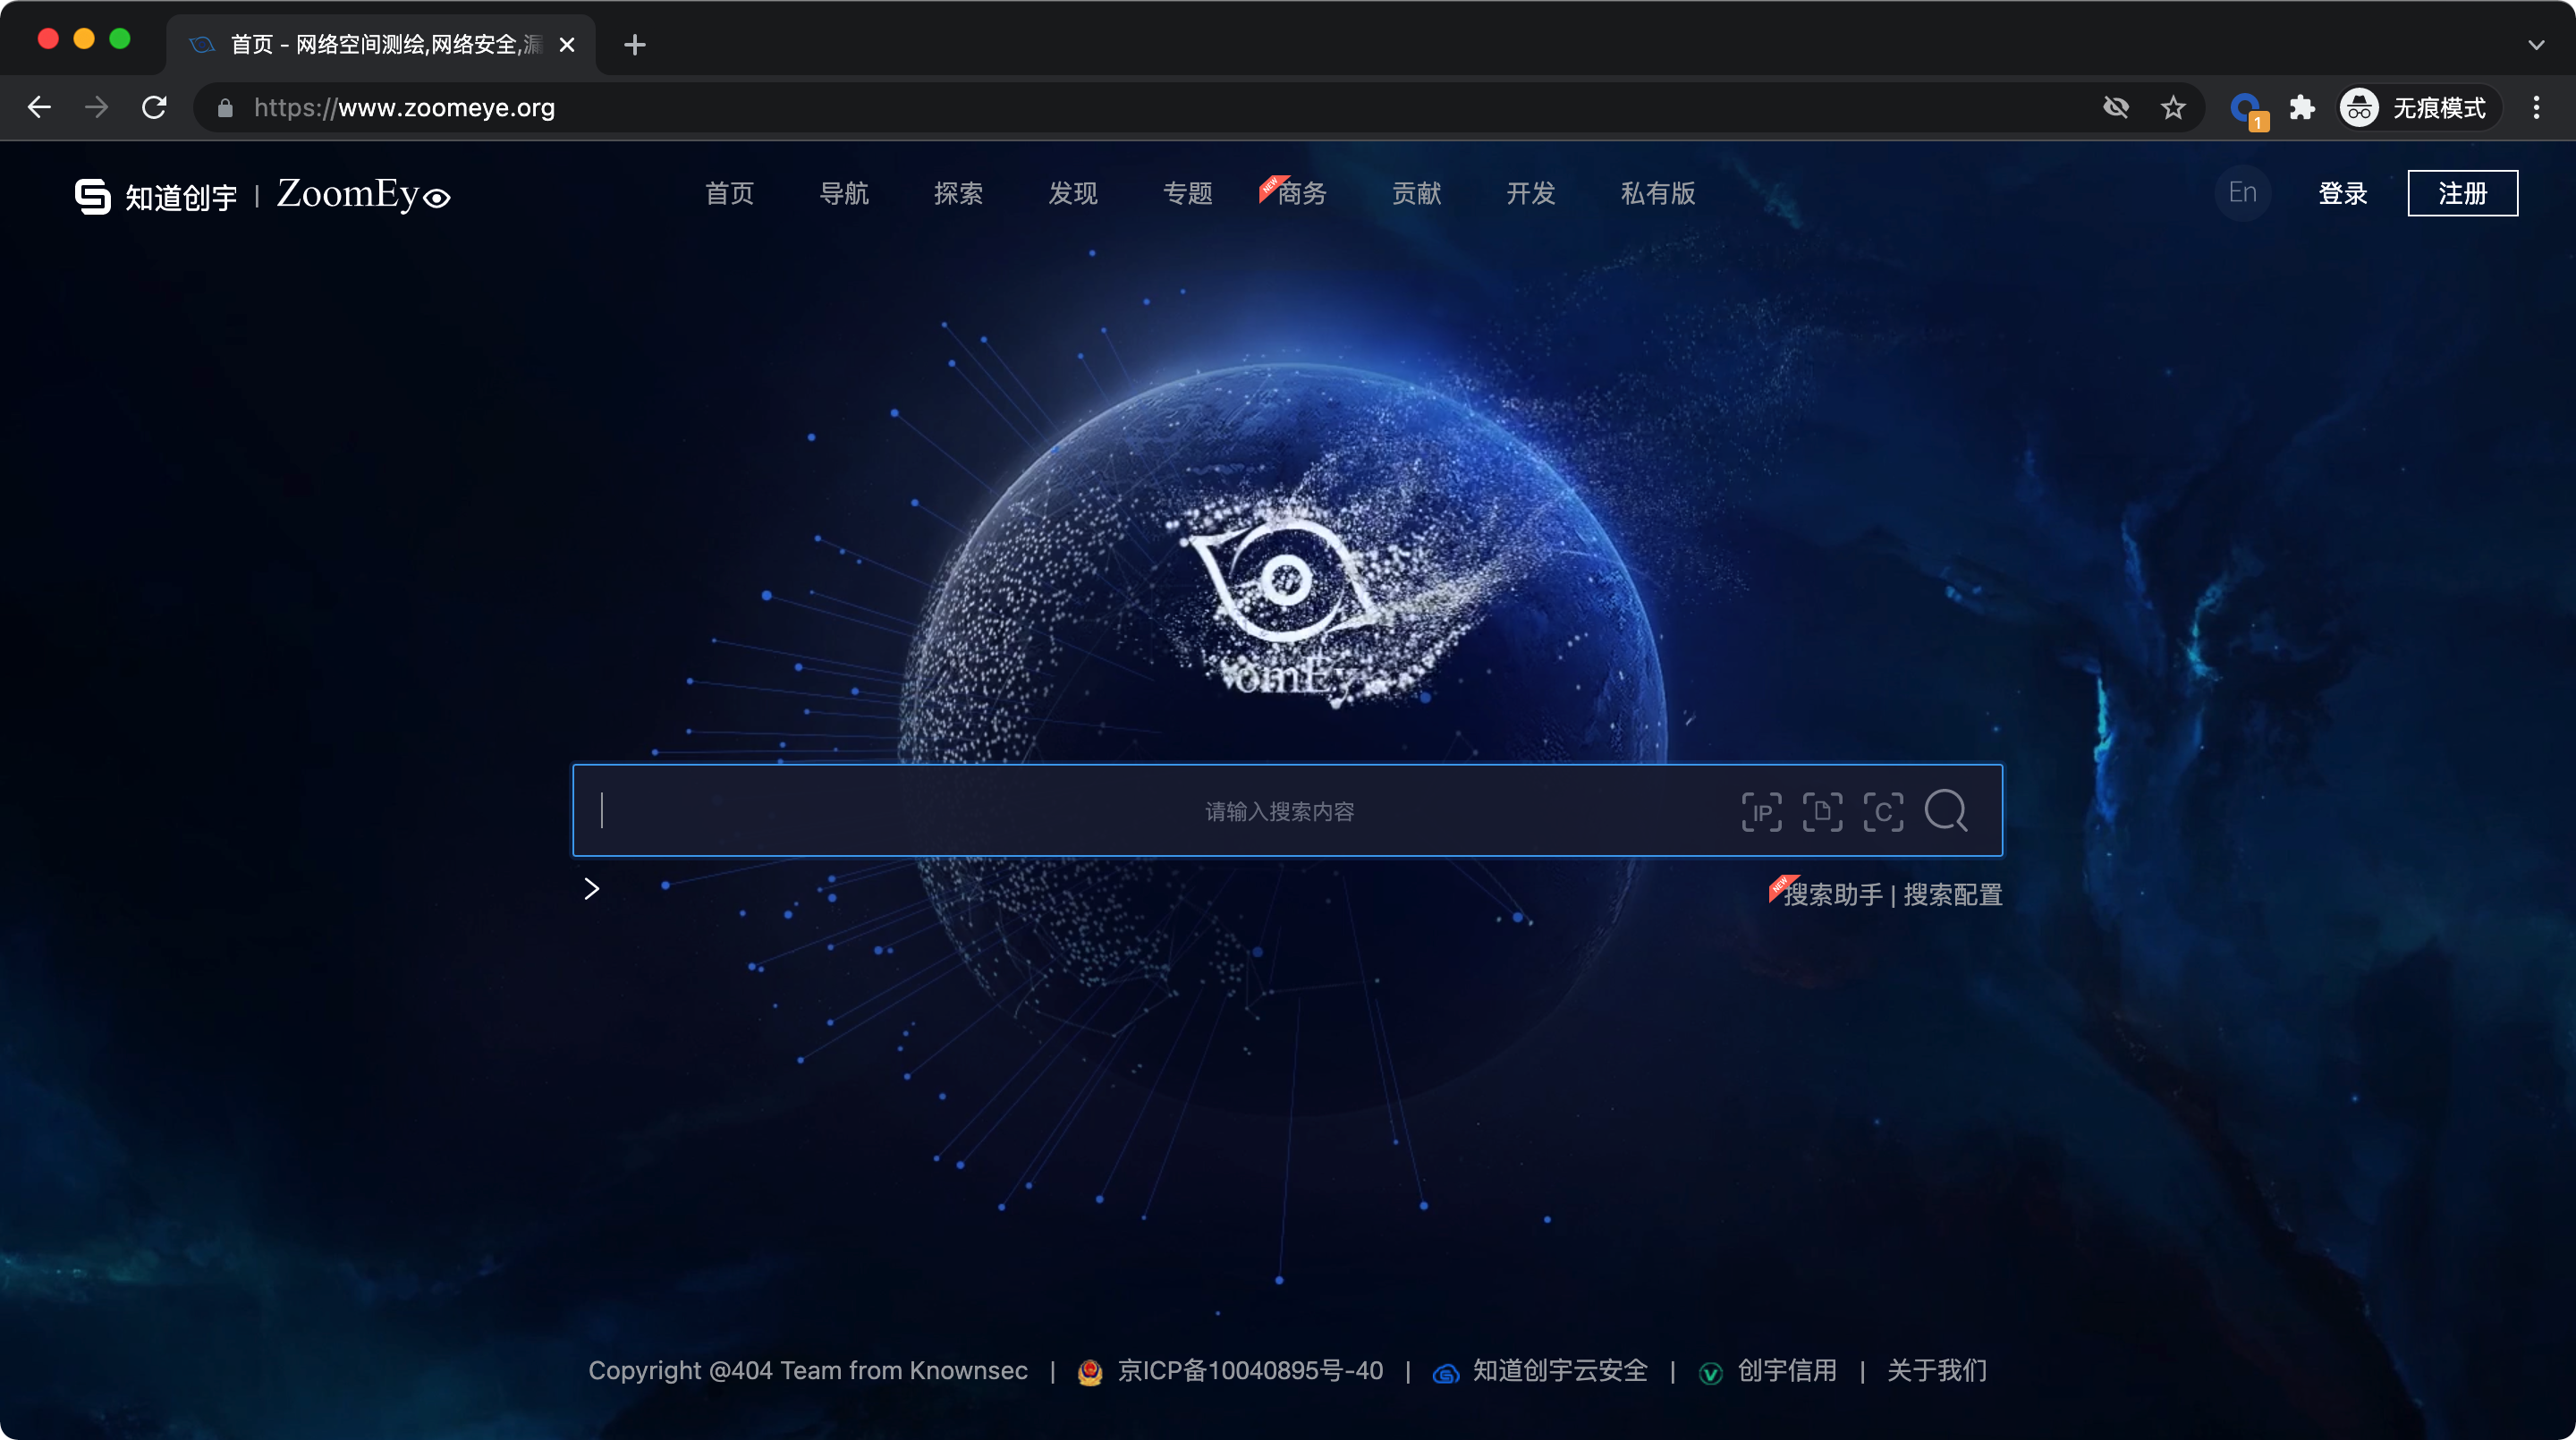 首页 - 网络空间测绘,网络安全,漏
https://www.zoomeye.org
1
无痕模式
知道创宇 | ZoomEye
首页 导航 探索 发现 专题 NEW 商务 贡献 开发 私有版
En 登录 注册
omEy
请输入搜索内容
IP C
NEW 搜索助手 | 搜索配置
Copyright @404 Team from Knownsec | 京ICP备10040895号-40 | 知道创宇云安全 | 创宇信用 | 关于我们